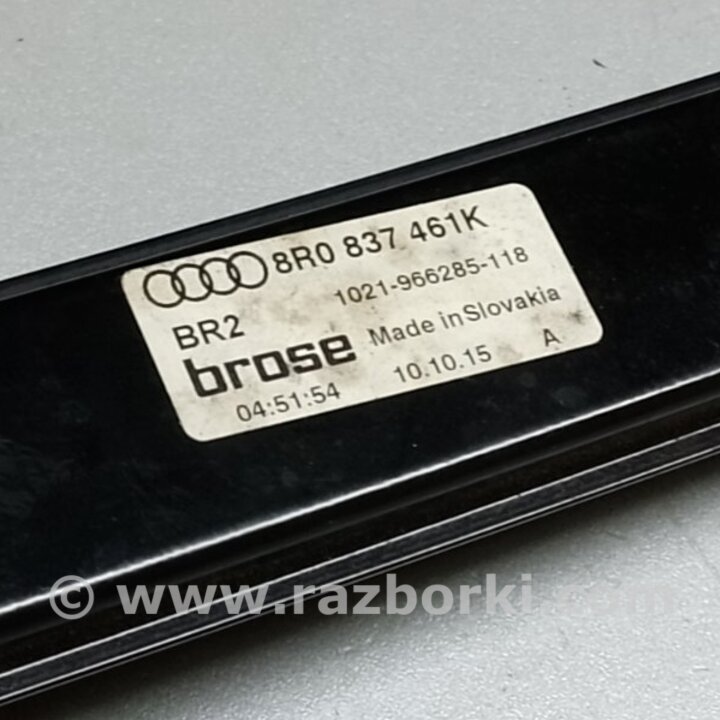 8R0 837 461K
1021-966285-118
BR2
brose Made in Slovakia
04:51:54 10.10.15 A
© www.razborki.com